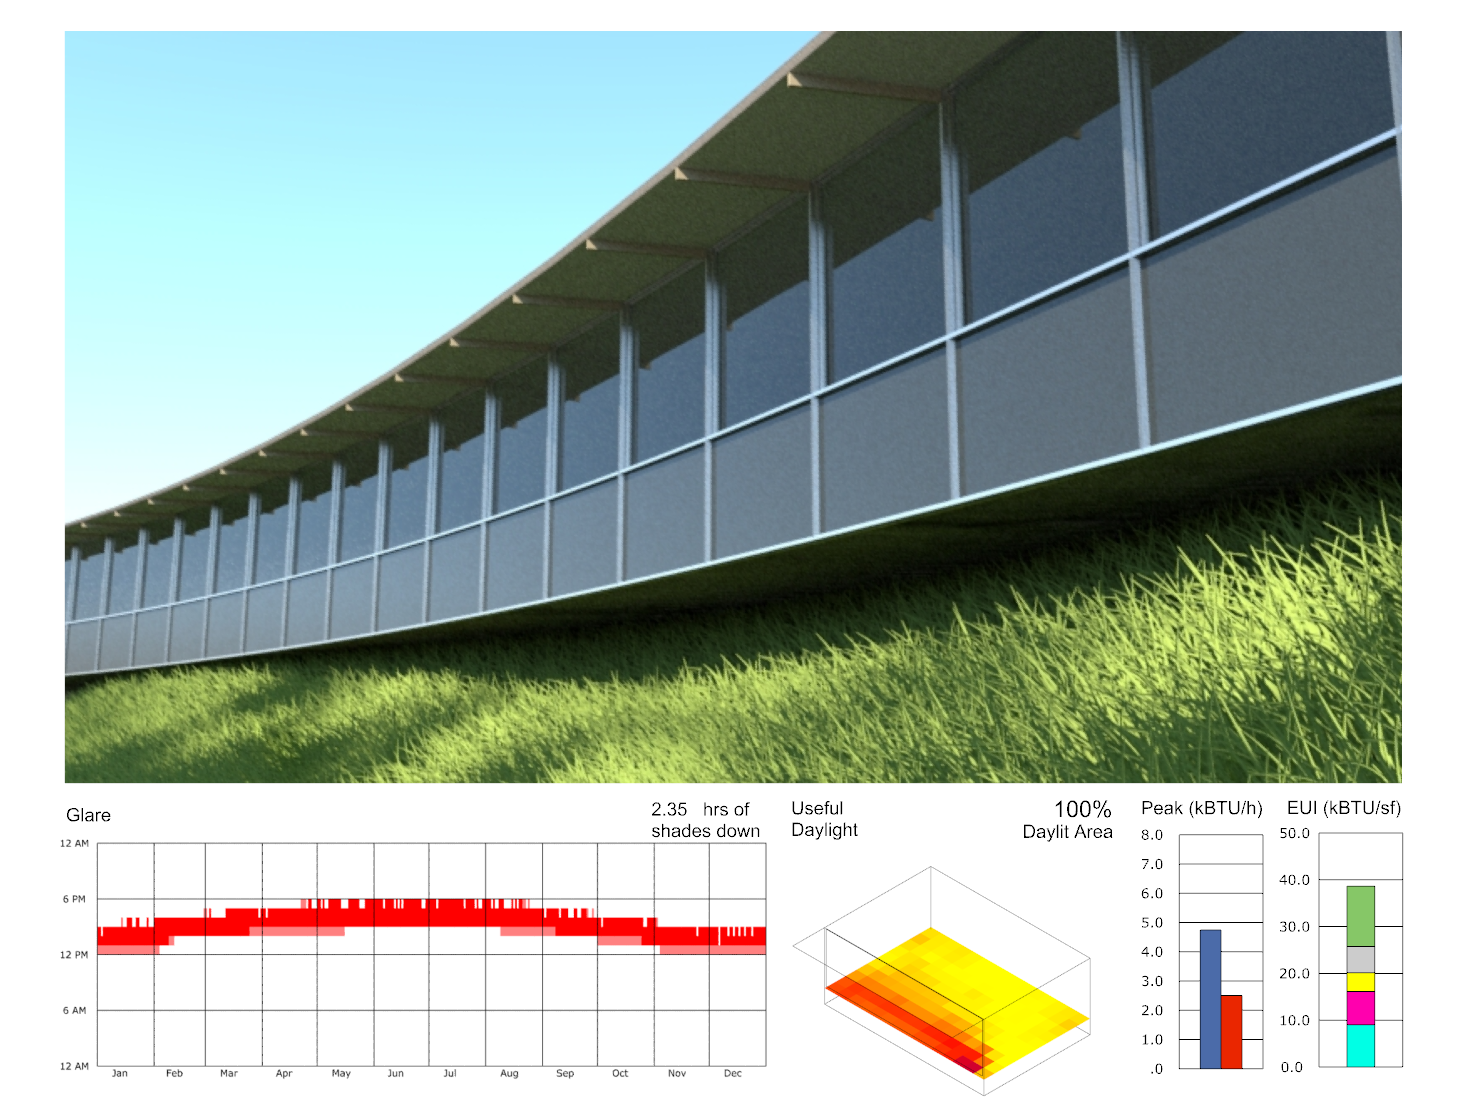 Glare
2.35 hrs of
shades down
12 AM
6 PM
12 PM
6 AM
12 AM
Jan Feb Mar Apr May Jun Jul Aug Sep Oct Nov Dec
Useful
Daylight
100%
Daylit Area
Peak (kBTU/h)
8.0
7.0
6.0
5.0
4.0
3.0
2.0
1.0
.0
EUI (kBTU/sf)
50.0
40.0
30.0
20.0
10.0
0.0